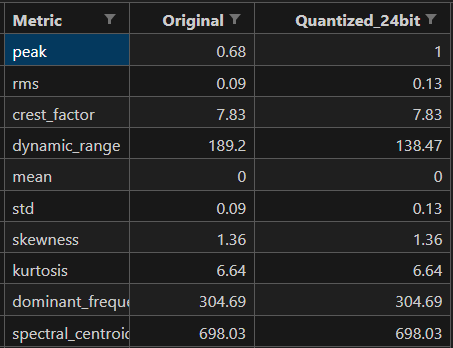 Metric Original Quantized_24bit
peak 0.68 1
rms 0.09 0.13
crest_factor 7.83 7.83
dynamic_range 189.2 138.47
mean 0 0
std 0.09 0.13
skewness 1.36 1.36
kurtosis 6.64 6.64
dominant_freque 304.69 304.69
spectral_centroid 698.03 698.03